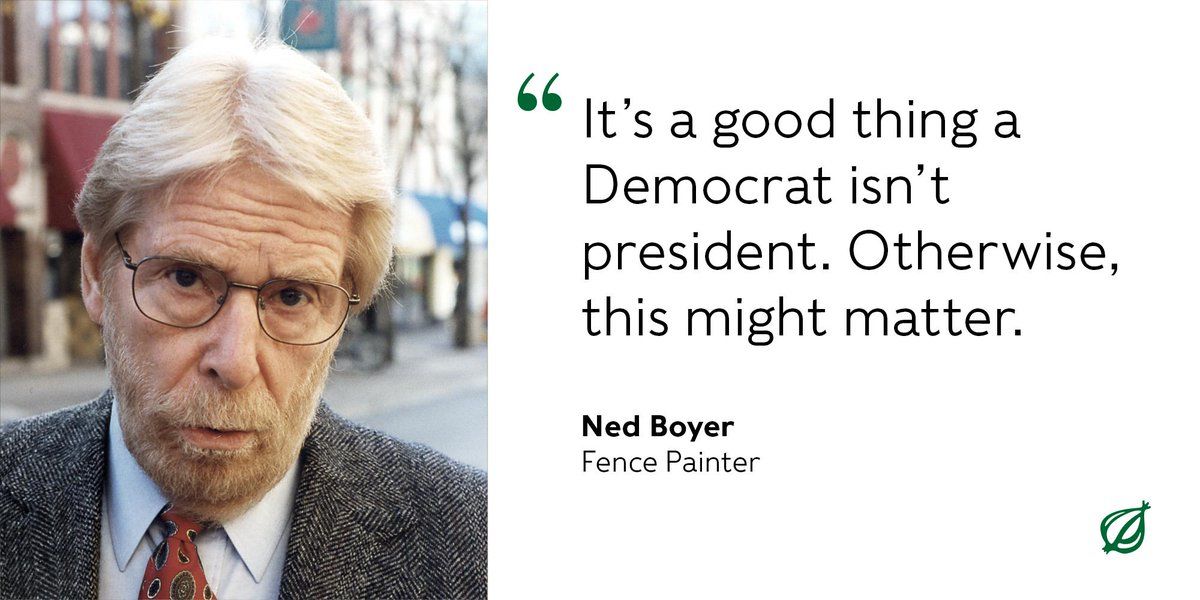 “It’s a good thing a
Democrat isn’t
president. Otherwise,
this might matter.
Ned Boyer
Fence Painter